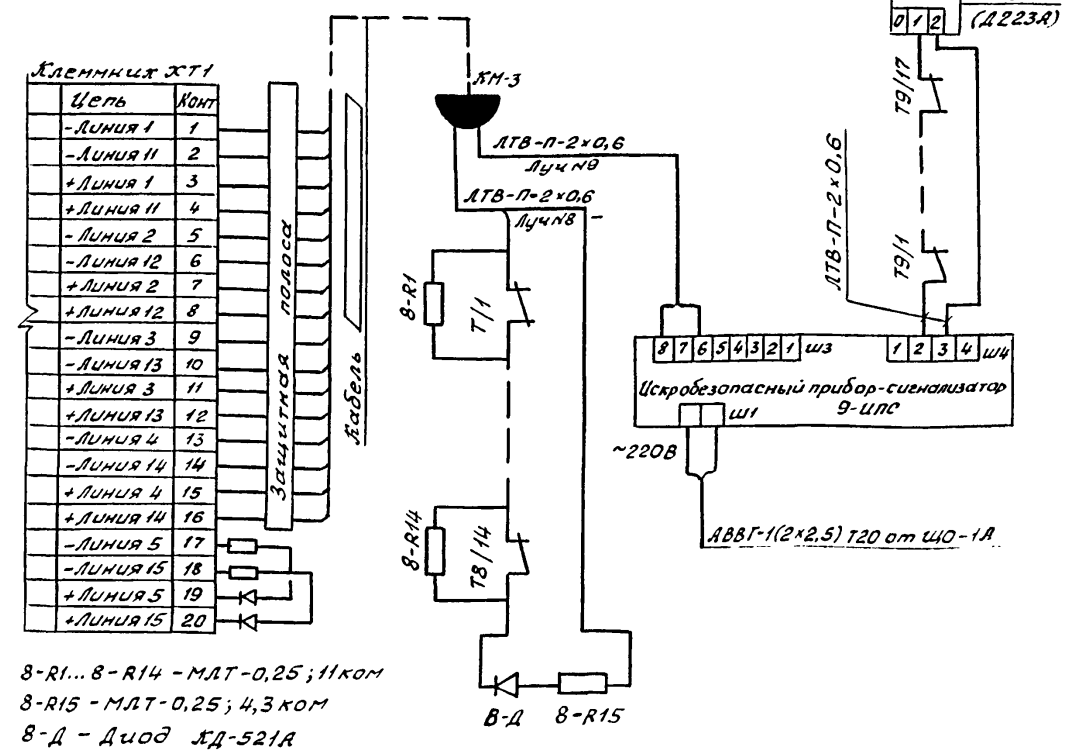 0 1 2
(Д223А)
Т9/17
ЛТВ-П-2×0,6
Т9/1
КМ-3
ЛТВ-П-2×0,6
Луч №9
ЛТВ-П-2×0,6
Луч №8
Клеммник ХТ1
Цепь Конт
-Линия 1 1
-Линия 11 2
+Линия 1 3
+Линия 11 4
-Линия 2 5
-Линия 12 6
+Линия 2 7
+Линия 12 8
-Линия 3 9
-Линия 13 10
+Линия 3 11
+Линия 13 12
-Линия 4 13
-Линия 14 14
+Линия 4 15
+Линия 14 16
-Линия 5 17
-Линия 15 18
+Линия 5 19
+Линия 15 20
Защитная полоса
Кабель
8-R1
Т/1
8-R14
Т8/14
8 7 6 5 4 3 2 1 Ш3
1 2 3 4 Ш4
Искробезопасный прибор-сигнализатор
9-ИПС
Ш1
~220В
АВВГ-1(2×2,5) Т20 от ЩО-1А
В-Д
8-R15
8-R1...8-R14 - МЛТ-0,25; 11 ком
8-R15 - МЛТ-0,25; 4,3 ком
8-Д - Диод КД-521А